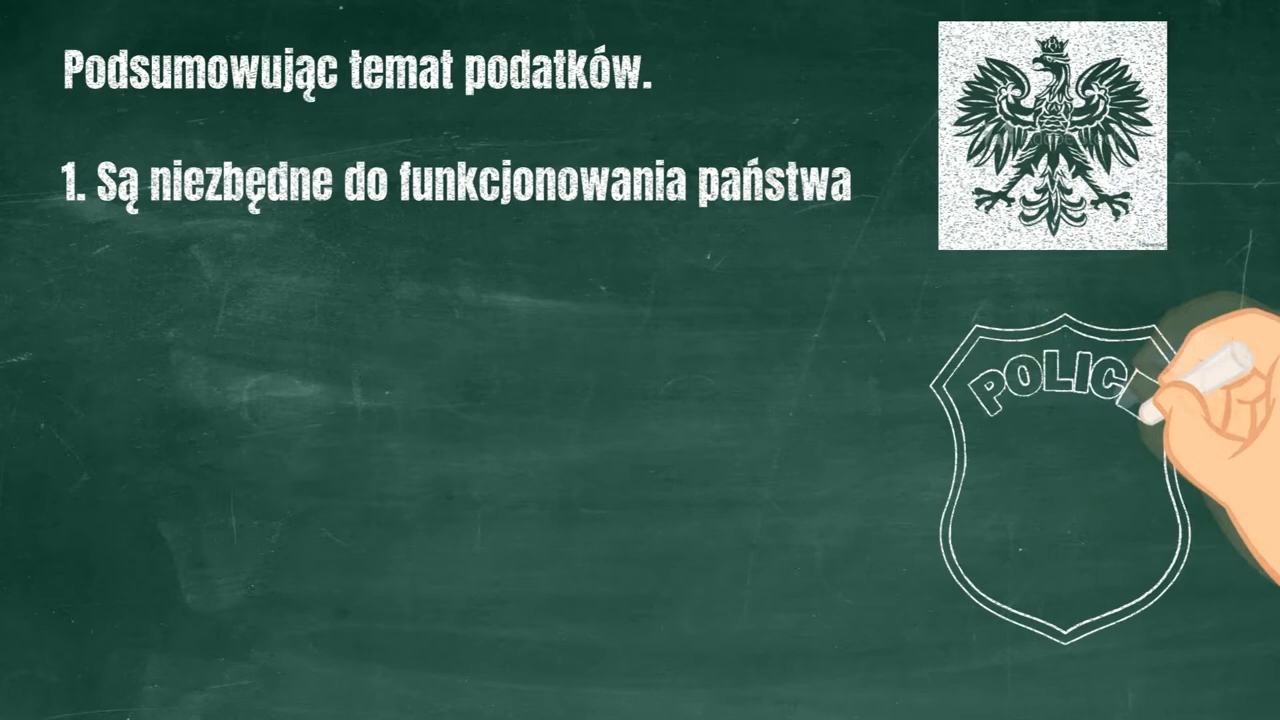 Podsumowując temat podatków.
1. Są niezbędne do funkcjonowania państwa
POLIC